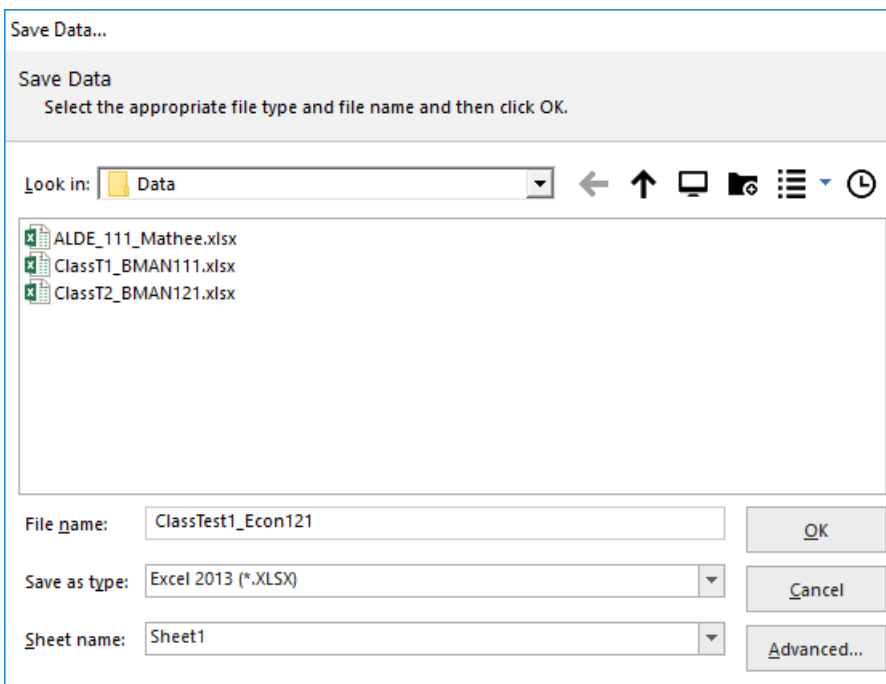 Save Data...
Save Data
Select the appropriate file type and file name and then click OK.
Look in: Data
ALDE_111_Mathee.xlsx
ClassT1_BMAN111.xlsx
ClassT2_BMAN121.xlsx
File name: ClassTest1_Econ121
OK
Save as type: Excel 2013 (*.XLSX)
Cancel
Sheet name: Sheet1
Advanced...